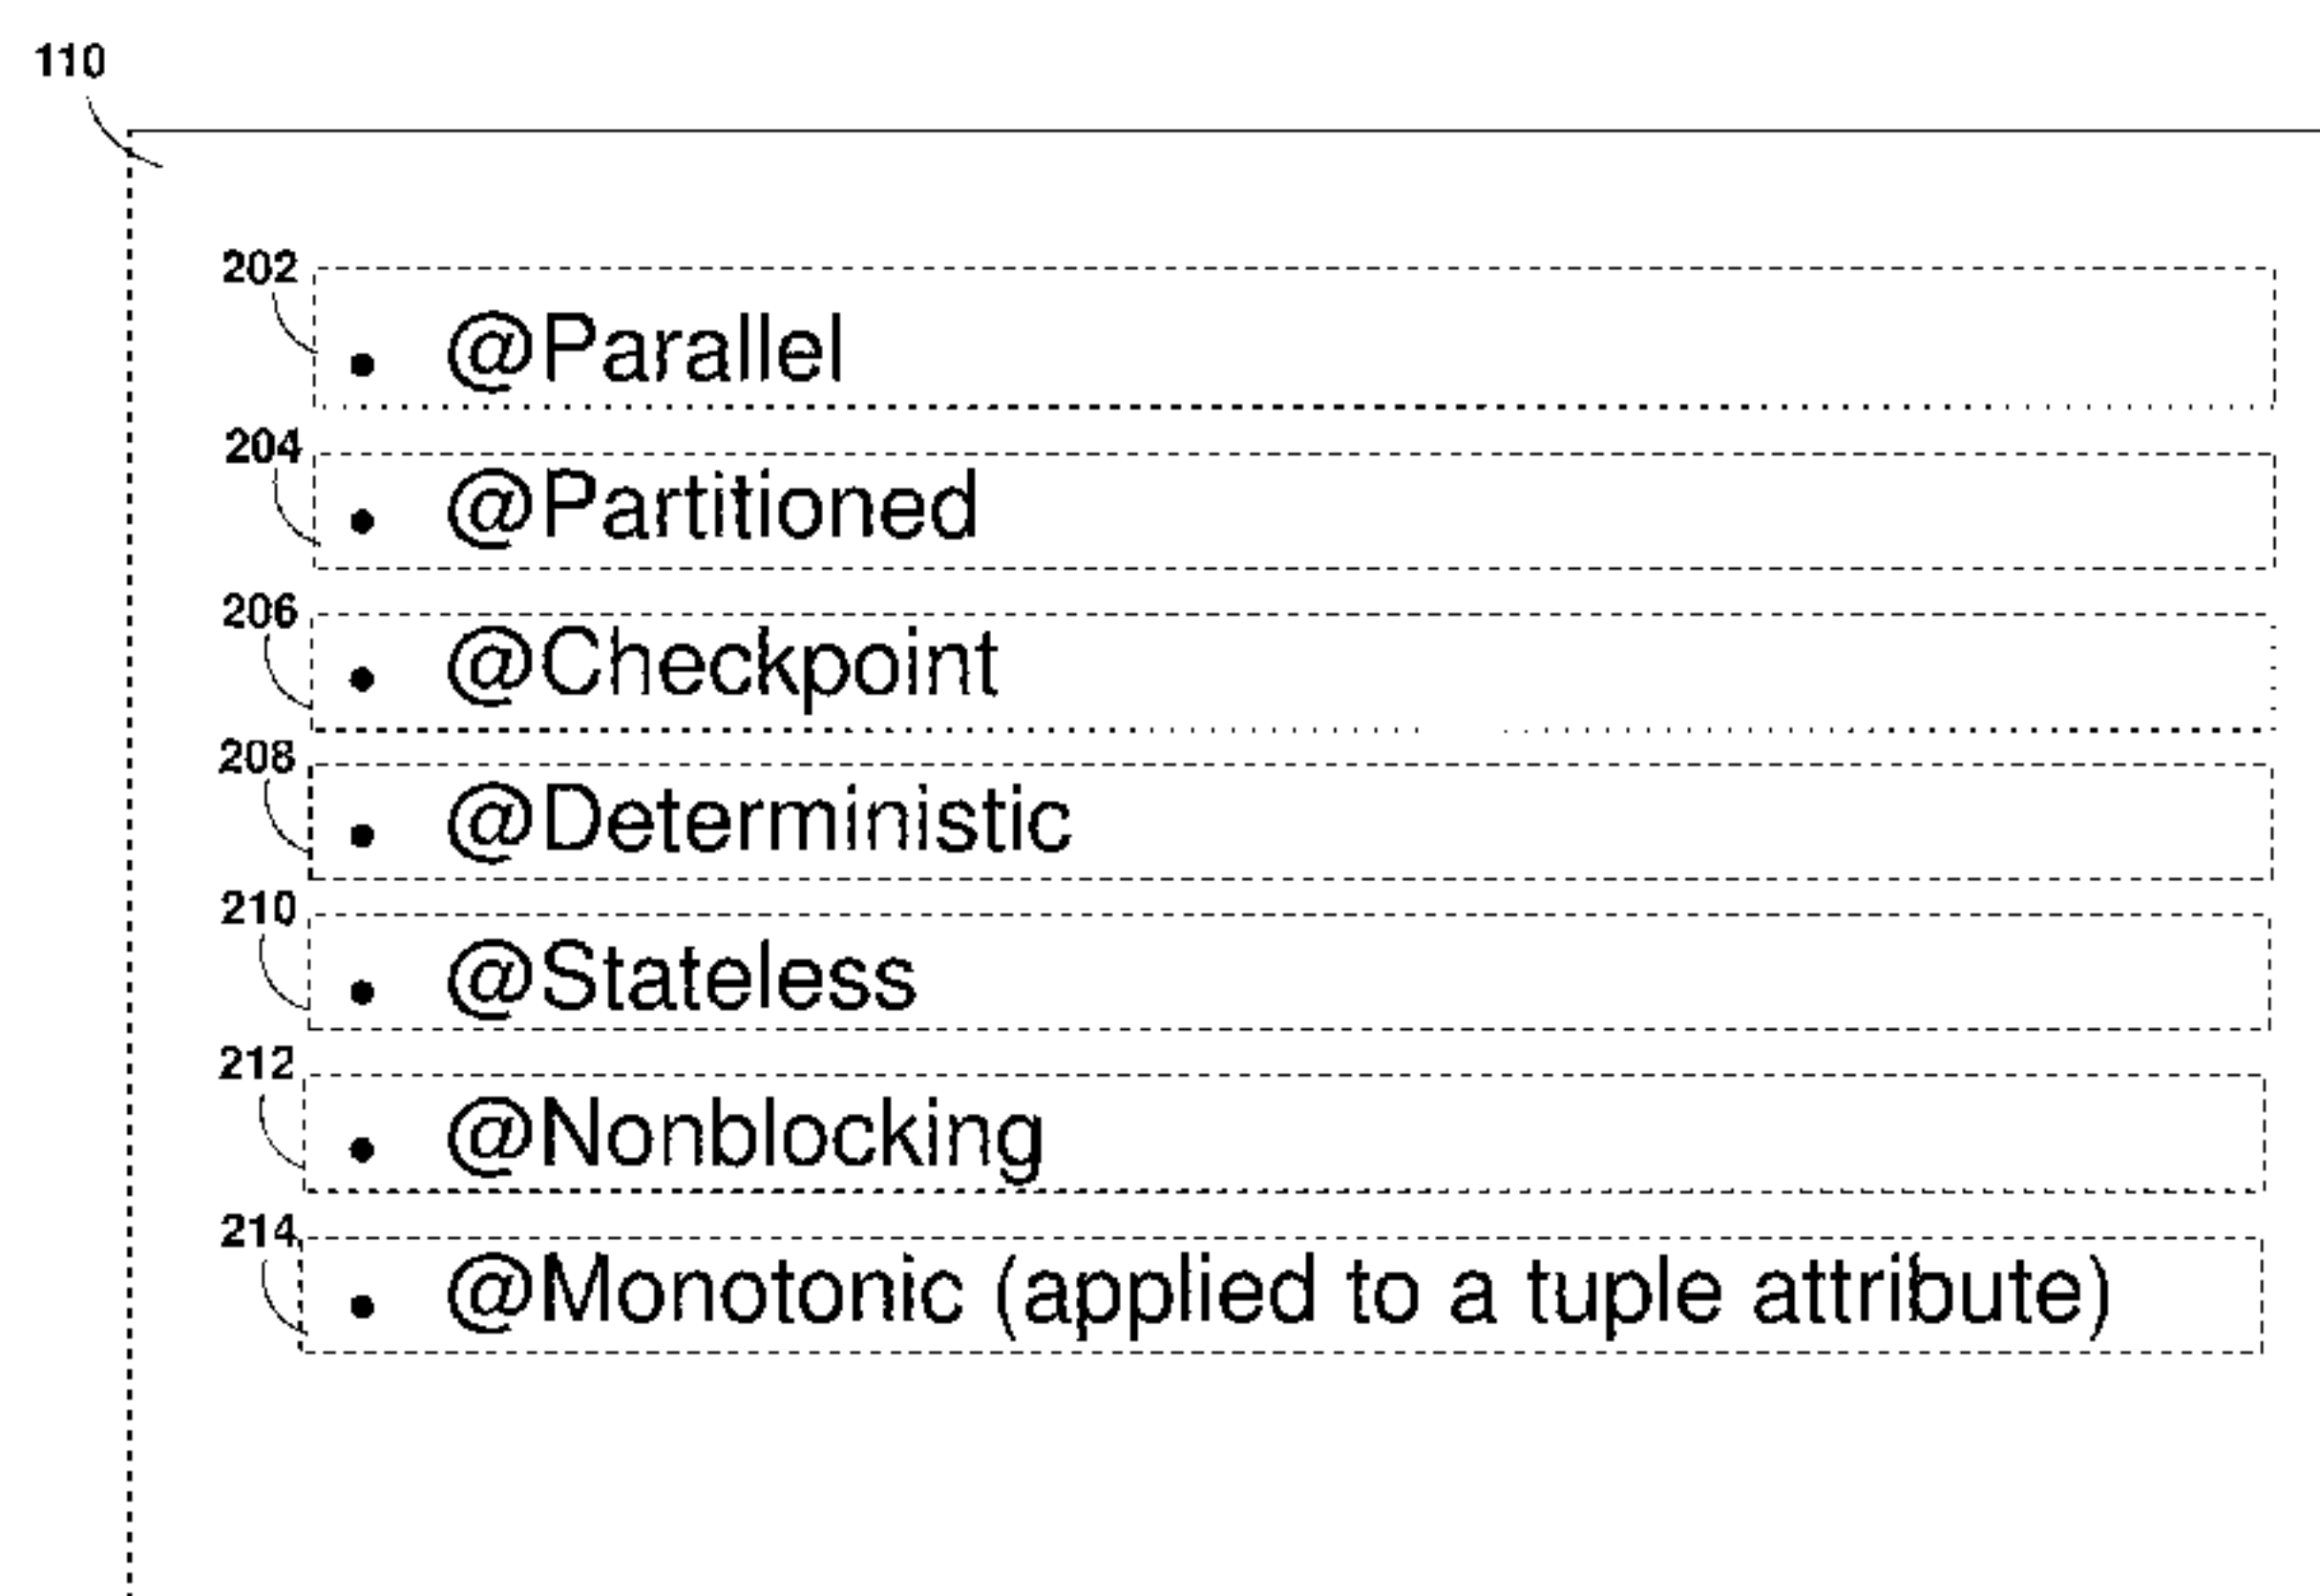 110
202
• @Parallel
204
• @Partitioned
206
• @Checkpoint
208
• @Deterministic
210
• @Stateless
212
• @Nonblocking
214
• @Monotonic (applied to a tuple attribute)